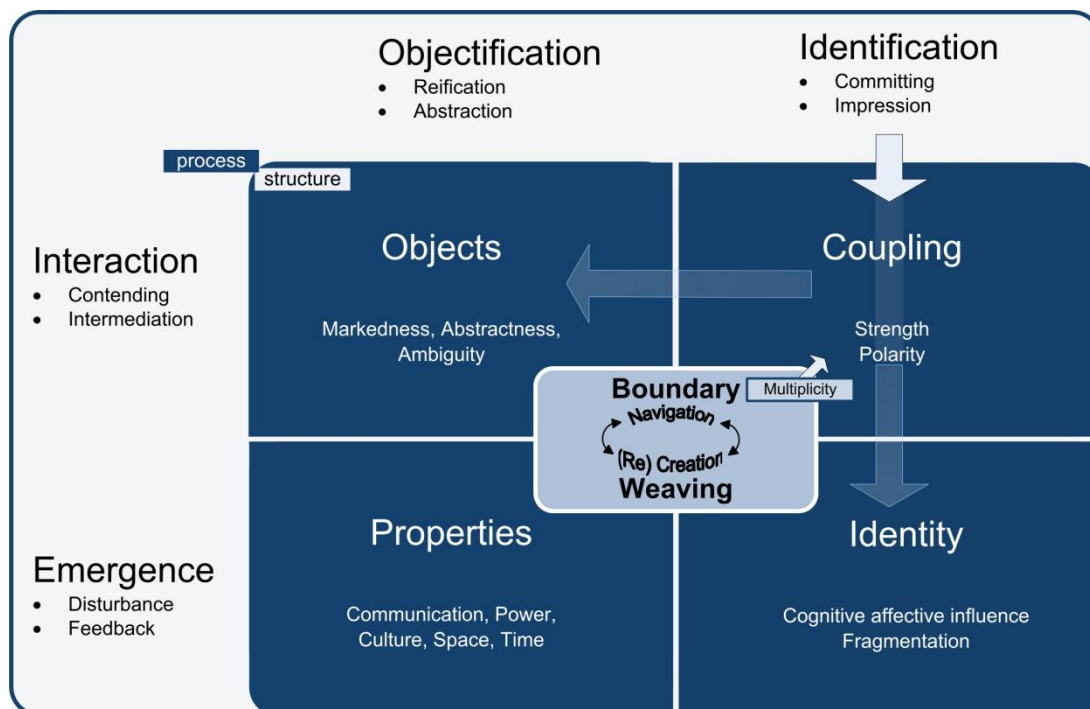 Objectification
• Reification
• Abstraction
Identification
• Committing
• Impression
process
structure
Interaction
• Contending
• Intermediation
Objects
Markedness, Abstractness,
Ambiguity
Coupling
Strength
Polarity
Boundary
Multiplicity
Navigation
(Re) Creation
Weaving
Emergence
• Disturbance
• Feedback
Properties
Communication, Power,
Culture, Space, Time
Identity
Cognitive affective influence
Fragmentation